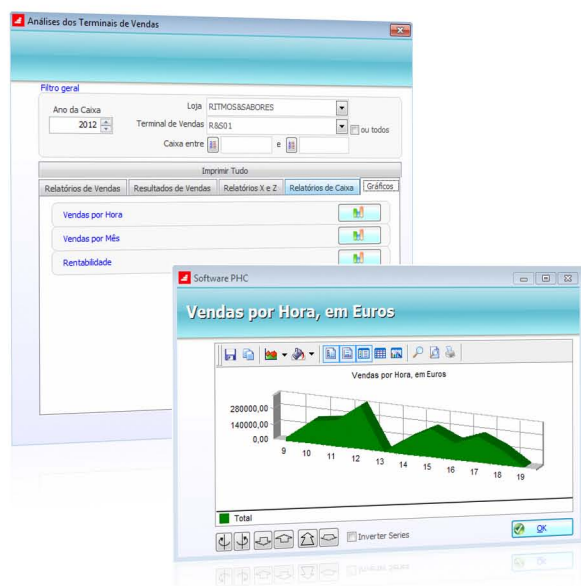 Análises dos Terminais de Vendas
Filtro geral
Ano da Caixa
2012
Loja
RITMOS&SABORES
Terminal de Vendas
R&S01
ou todos
Caixa entre
e
Imprimir Tudo
Relatórios de Vendas
Resultados de Vendas
Relatórios X e Z
Relatórios de Caixa
Gráficos
Vendas por Hora
Vendas por Mês
Rentabilidade
Software PHC
Vendas por Hora, em Euros
Vendas por Hora, em Euros
280000,00
140000,00
0,00
9 10 11 12 13 14 15 16 17 18 19
Total
Inverter Series
OK